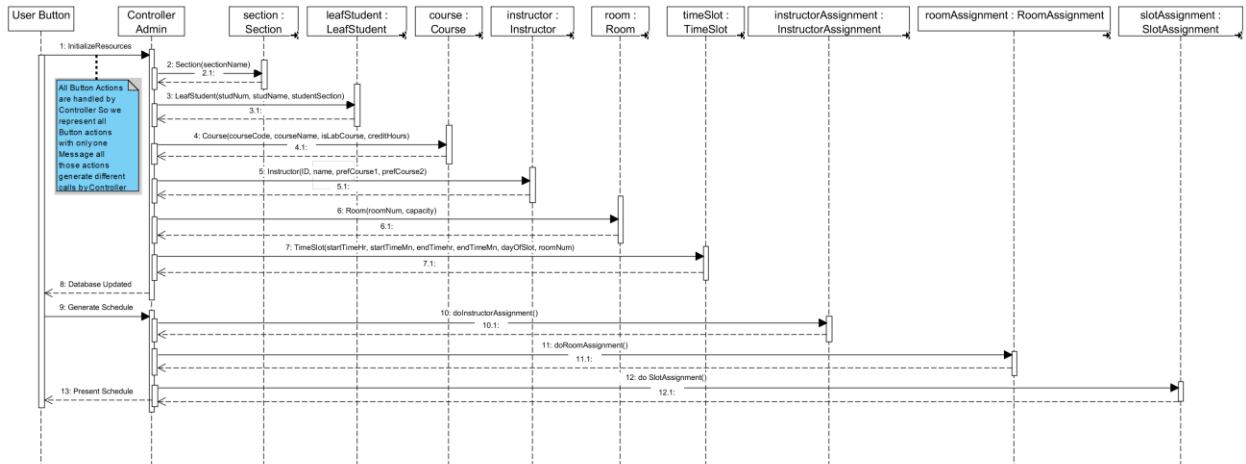 User Button
Controller
Admin
section :
Section
leafStudent :
LeafStudent
course :
Course
instructor :
Instructor
room :
Room
timeSlot :
TimeSlot
instructorAssignment :
InstructorAssignment
roomAssignment : RoomAssignment
slotAssignment :
SlotAssignment
1: InitializeResources
All Button Actions
are handled by
Controller So we
represent all
Button actions
with only one
Message all
those actions
generate different
calls by Controller
2: Section(sectionName)
2.1:
3: LeafStudent(studNum, studName, studentSection)
3.1:
4: Course(courseCode, courseName, isLabCourse, creditHours)
4.1:
5: Instructor(ID, name, prefCourse1, prefCourse2)
5.1:
6: Room(roomNum, capacity)
6.1:
7: TimeSlot(startTimeHr, startTimeMn, endTimehr, endTimeMn, dayOfSlot, roomNum)
7.1:
8: Database Updated
9: Generate Schedule
10: doInstructorAssignment()
10.1:
11: doRoomAssignment()
11.1:
12: do SlotAssignment()
12.1:
13: Present Schedule